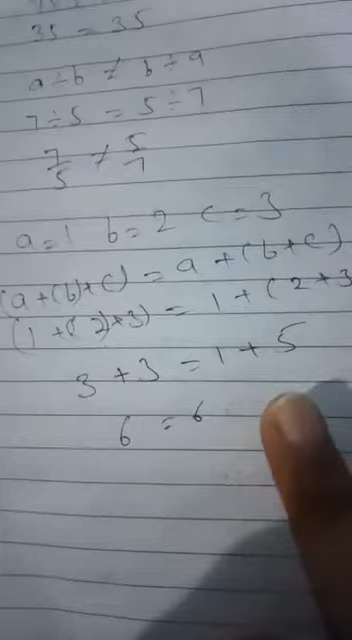 35 = 35
a÷b ≠ b÷a
7÷5 = 5÷7
7/5 ≠ 5/7
a=1 b=2 c=3
(a+(b)+c) = a+(b+c)
(1+(2)+3) = 1+(2+3
3+3 = 1+5
6 = 6